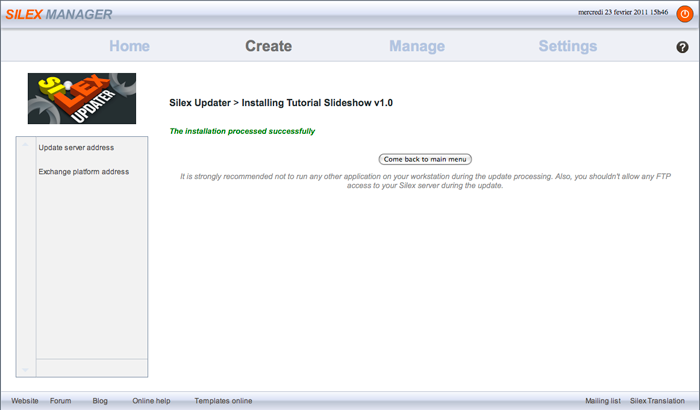 SILEX MANAGER
mercredi 23 fevrier 2011 15h46
Home Create Manage Settings
?
SILEX
UPDATER
Silex Updater > Installing Tutorial Slideshow v1.0
The installation processed successfully
Update server address
Exchange platform address
Come back to main menu
It is strongly recommended not to run any other application on your workstation during the update processing. Also, you shouldn't allow any FTP
access to your Silex server during the update.
Website Forum Blog Online help Templates online Mailing list Silex Translation